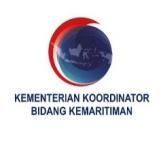 KEMENTERIAN KOORDINATOR
BIDANG KEMARITIMAN